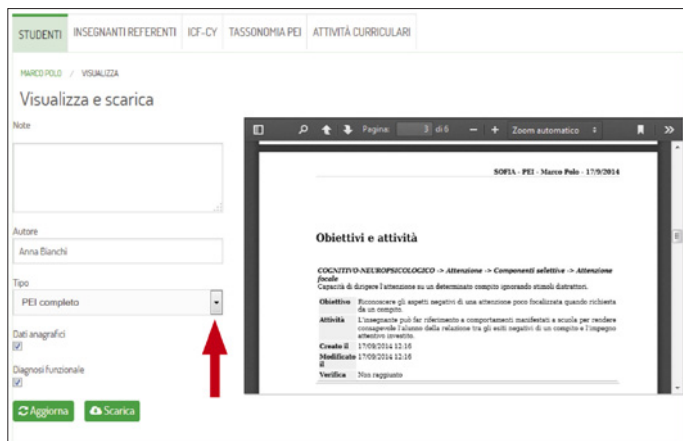 STUDENTI INSEGNANTI REFERENTI ICF-CY TASSONOMIA PEI ATTIVITÀ CURRICULARI
MARCO POLO / VISUALIZZA
Visualizza e scarica
Note
Autore
Anna Bianchi
Tipo
PEI completo
Dati anagrafici
Diagnosi funzionale
Aggiorna Scarica
Pagina: 3 di 6 Zoom automatico
SOFIA - PEI - Marco Polo - 17/9/2014
Obiettivi e attività
COGNITIVO-NEUROPSICOLOGICO -> Attenzione -> Componenti selettive -> Attenzione
focale
Capacità di dirigere l'attenzione su un determinato compito ignorando stimoli distrattori.
Obiettivo Riconoscere gli aspetti negativi di una attenzione poco focalizzata quando richiesta
da un compito.
Attività L'insegnante può far riferimento a comportamenti manifestati a scuola per rendere
consapevole l'alunno della relazione tra gli esiti negativi di un compito e l'impegno
attentivo investito.
Creato il 17/09/2014 12:16
Modificato 17/09/2014 12:16
il
Verifica Non raggiunto